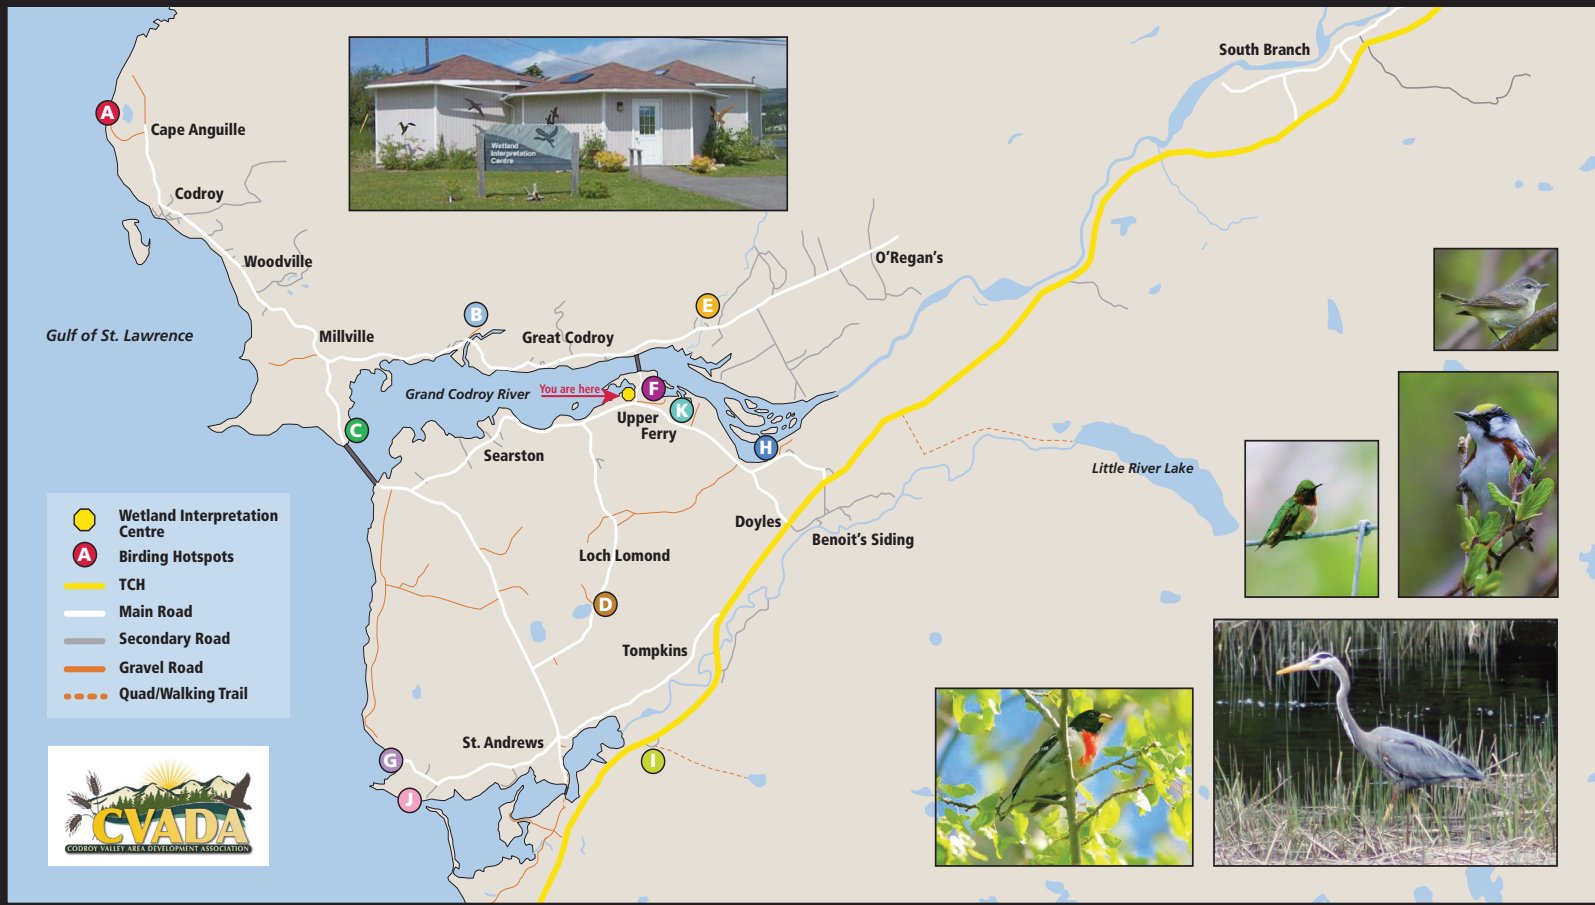 South Branch
A
Cape Anguille
Wetland
Interpretation
Centre
Codroy
Woodville
O'Regan's
E
B
Gulf of St. Lawrence
Millville
Great Codroy
Grand Codroy River
You are here
F
K
Upper
Ferry
C
H
Searston
Little River Lake
Wetland Interpretation
Centre
A
Birding Hotspots
TCH
Main Road
Secondary Road
Gravel Road
Quad/Walking Trail
Doyles
Benoit's Siding
Loch Lomond
D
Tompkins
St. Andrews
G
I
J
CVADA
CODROY VALLEY AREA DEVELOPMENT ASSOCIATION